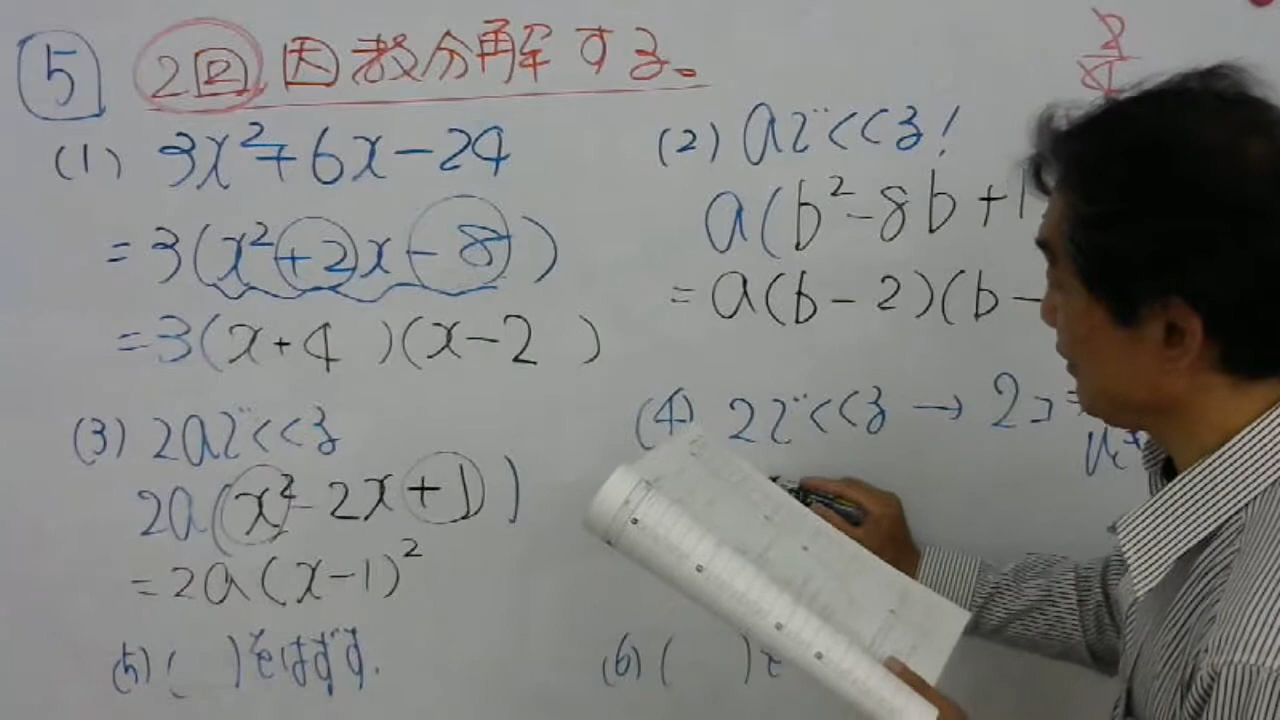 5 2回因数分解する。
(1) 3x²+6x-24
=3(x²+2x-8)
=3(x+4)(x-2)
(2) aでくくる!
a(b²-8b+1
=a(b-2)(b-
(3) 2aでくくる
2a(x²-2x+1)
=2a(x-1)²
(4) 2でくくる→2コ
(5) ( )をはずす.
(6) ( )を